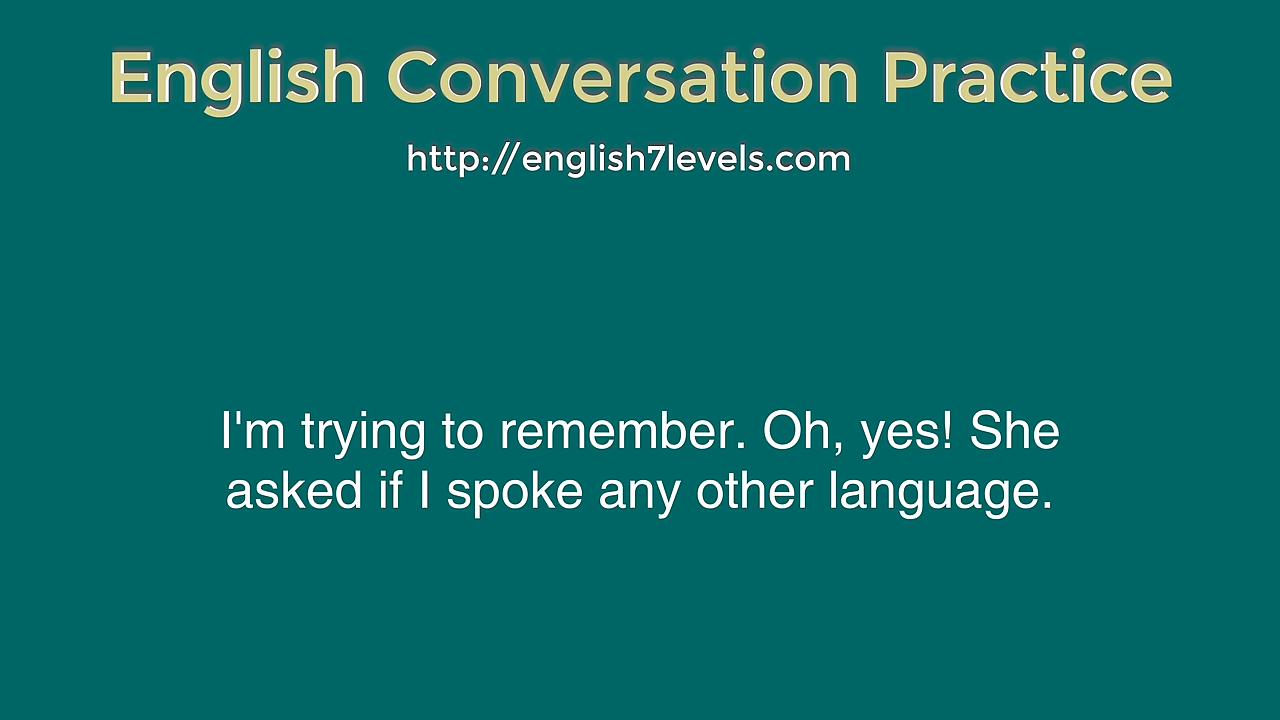 English Conversation Practice
http://english7levels.com
I'm trying to remember. Oh, yes! She
asked if I spoke any other language.